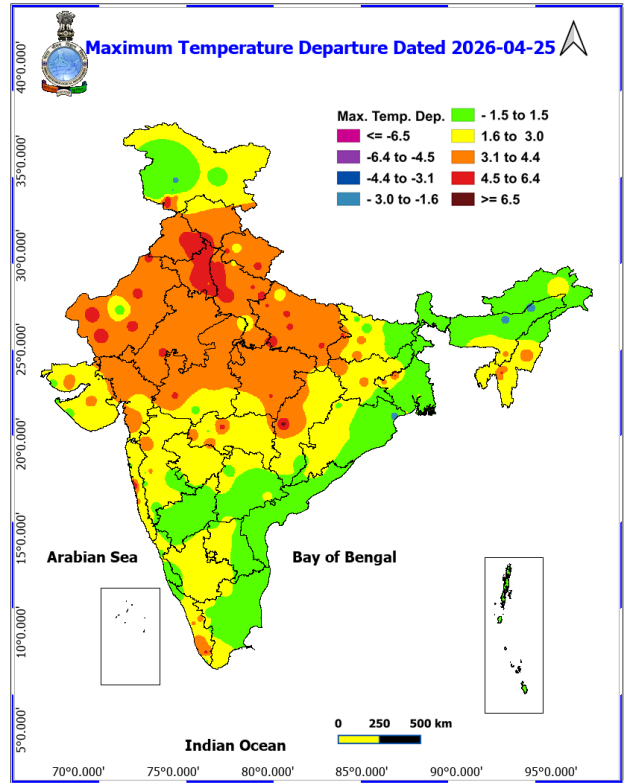 Maximum Temperature Departure Dated 2026-04-25
40°0.000'
35°0.000'
30°0.000'
25°0.000'
20°0.000'
15°0.000'
10°0.000'
5°0.000'
Max. Temp. Dep.
<= -6.5
-6.4 to -4.5
-4.4 to -3.1
- 3.0 to -1.6
- 1.5 to 1.5
1.6 to 3.0
3.1 to 4.4
4.5 to 6.4
>= 6.5
Arabian Sea
Bay of Bengal
Indian Ocean
0 250 500 km
70°0.000' 75°0.000' 80°0.000' 85°0.000' 90°0.000' 95°0.000'